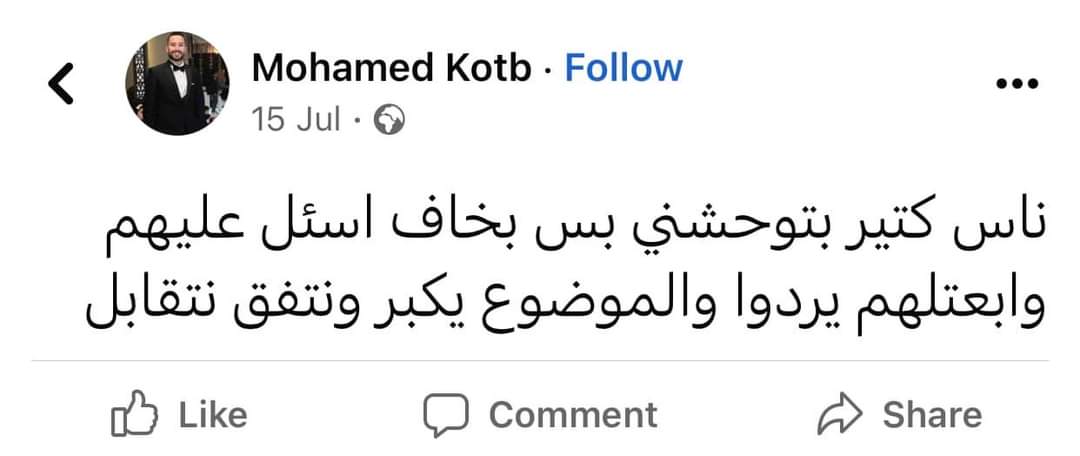 Mohamed Kotb · Follow
15 Jul ·
ناس كتير بتوحشني بس بخاف اسئل عليهم
وابعتلهم يردوا والموضوع يكبر ونتفق نتقابل
Like Comment Share